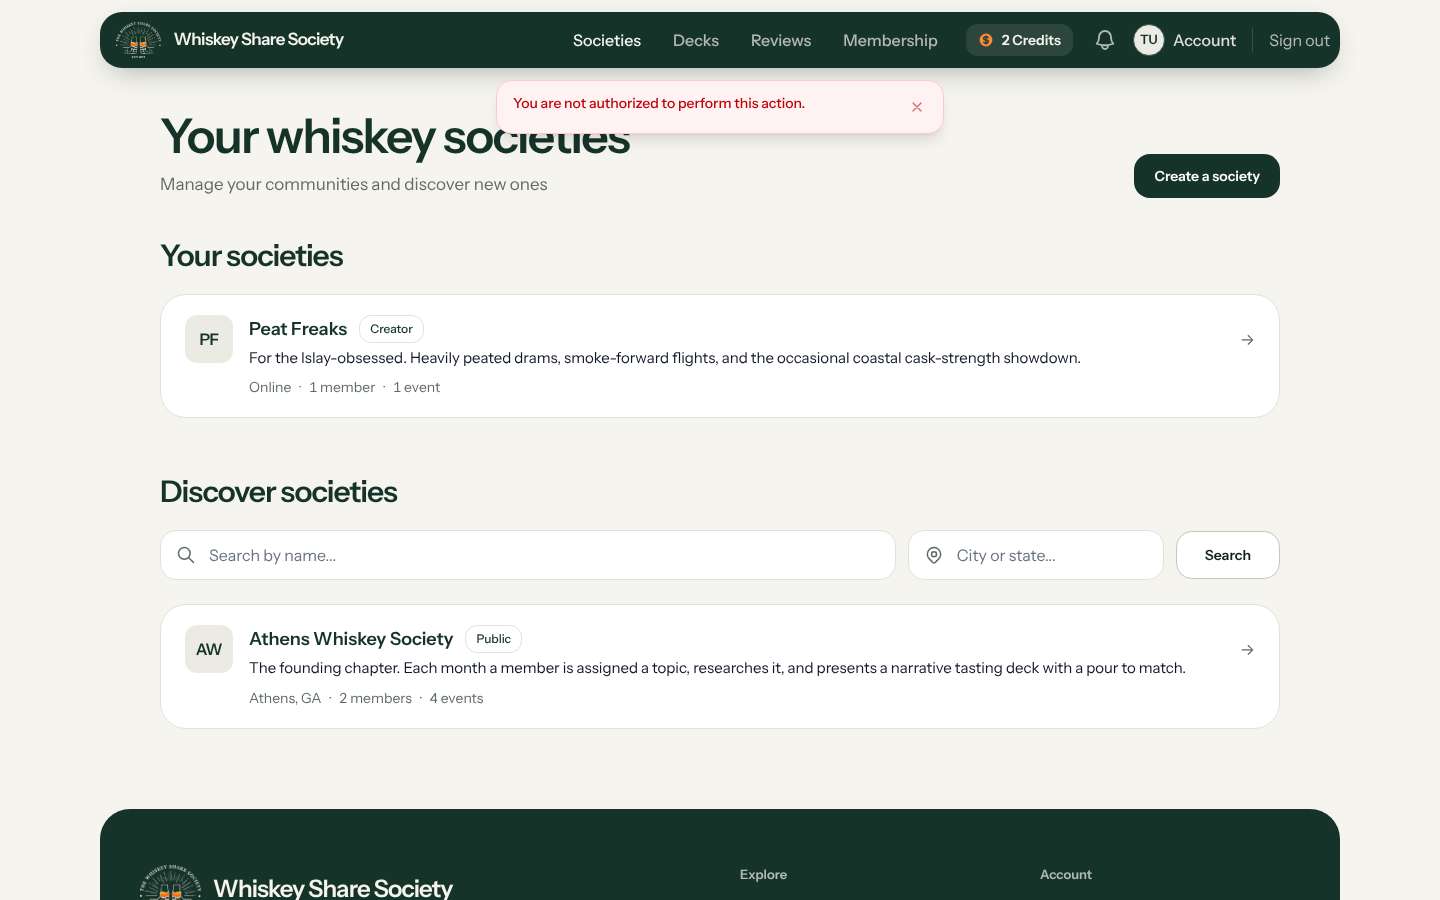 Whiskey Share Society
Societies
Decks
Reviews
Membership
2 Credits
TU
Account
Sign out
You are not authorized to perform this action.
Your whiskey societies
Manage your communities and discover new ones
Create a society
Your societies
PF
Peat Freaks
Creator
For the Islay-obsessed. Heavily peated drams, smoke-forward flights, and the occasional coastal cask-strength showdown.
Online · 1 member · 1 event
Discover societies
Search by name...
City or state...
Search
AW
Athens Whiskey Society
Public
The founding chapter. Each month a member is assigned a topic, researches it, and presents a narrative tasting deck with a pour to match.
Athens, GA · 2 members · 4 events
THE WHISKEY SHARE SOCIETY
Whiskey Share Society
Explore
Account